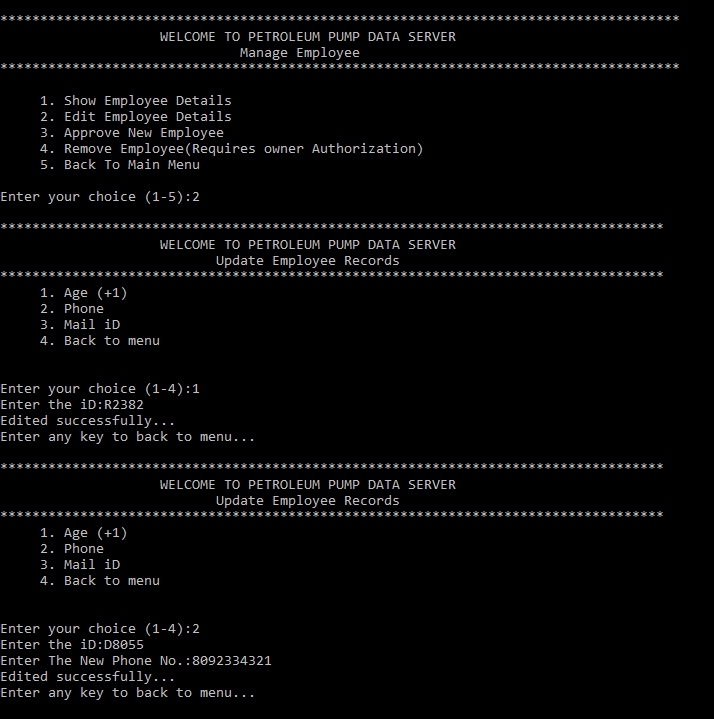 *************************************************************************************
WELCOME TO PETROLEUM PUMP DATA SERVER
Manage Employee
*************************************************************************************
1. Show Employee Details
2. Edit Employee Details
3. Approve New Employee
4. Remove Employee(Requires owner Authorization)
5. Back To Main Menu
Enter your choice (1-5):2
***********************************************************************************
WELCOME TO PETROLEUM PUMP DATA SERVER
Update Employee Records
***********************************************************************************
1. Age (+1)
2. Phone
3. Mail iD
4. Back to menu
Enter your choice (1-4):1
Enter the iD:R2382
Edited successfully...
Enter any key to back to menu...
***********************************************************************************
WELCOME TO PETROLEUM PUMP DATA SERVER
Update Employee Records
***********************************************************************************
1. Age (+1)
2. Phone
3. Mail iD
4. Back to menu
Enter your choice (1-4):2
Enter the iD:D8055
Enter The New Phone No.:8092334321
Edited successfully...
Enter any key to back to menu...